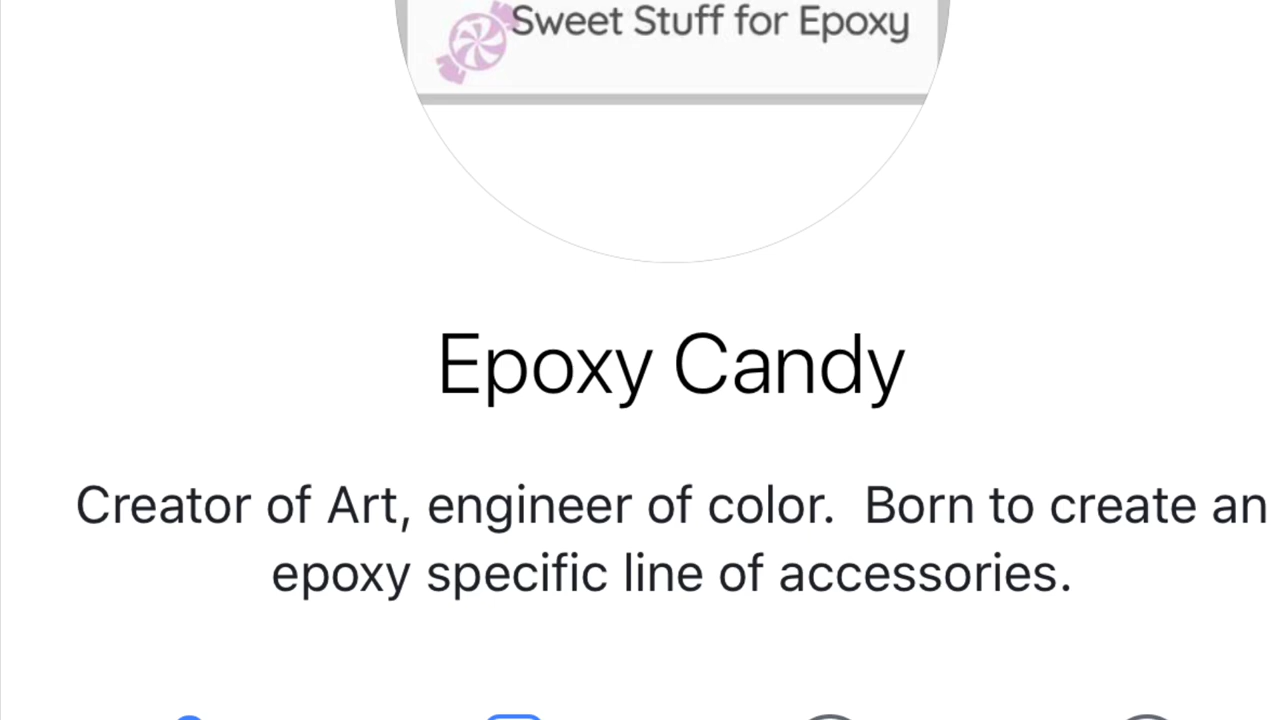 Sweet Stuff for Epoxy
Epoxy Candy
Creator of Art, engineer of color.  Born to create an
epoxy specific line of accessories.